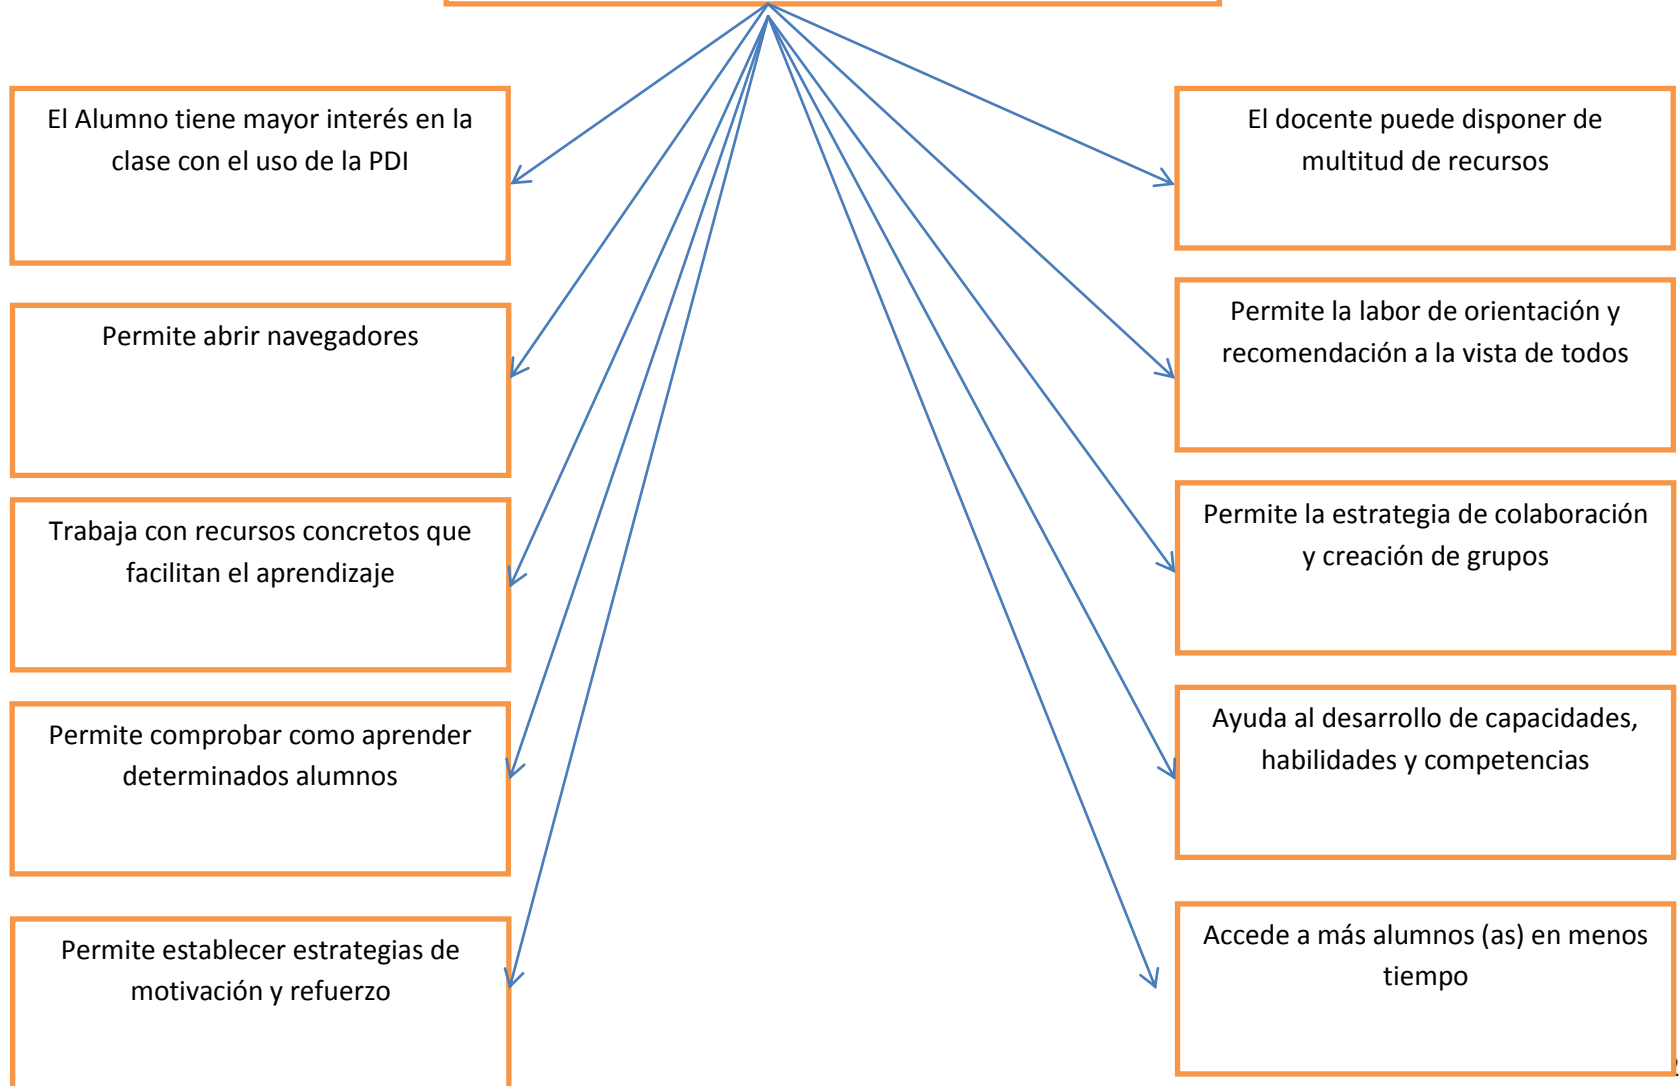 El Alumno tiene mayor interés en la
clase con el uso de la PDI
Permite abrir navegadores
Trabaja con recursos concretos que
facilitan el aprendizaje
Permite comprobar como aprender
determinados alumnos
Permite establecer estrategias de
motivación y refuerzo
El docente puede disponer de
multitud de recursos
Permite la labor de orientación y
recomendación a la vista de todos
Permite la estrategia de colaboración
y creación de grupos
Ayuda al desarrollo de capacidades,
habilidades y competencias
Accede a más alumnos (as) en menos
tiempo